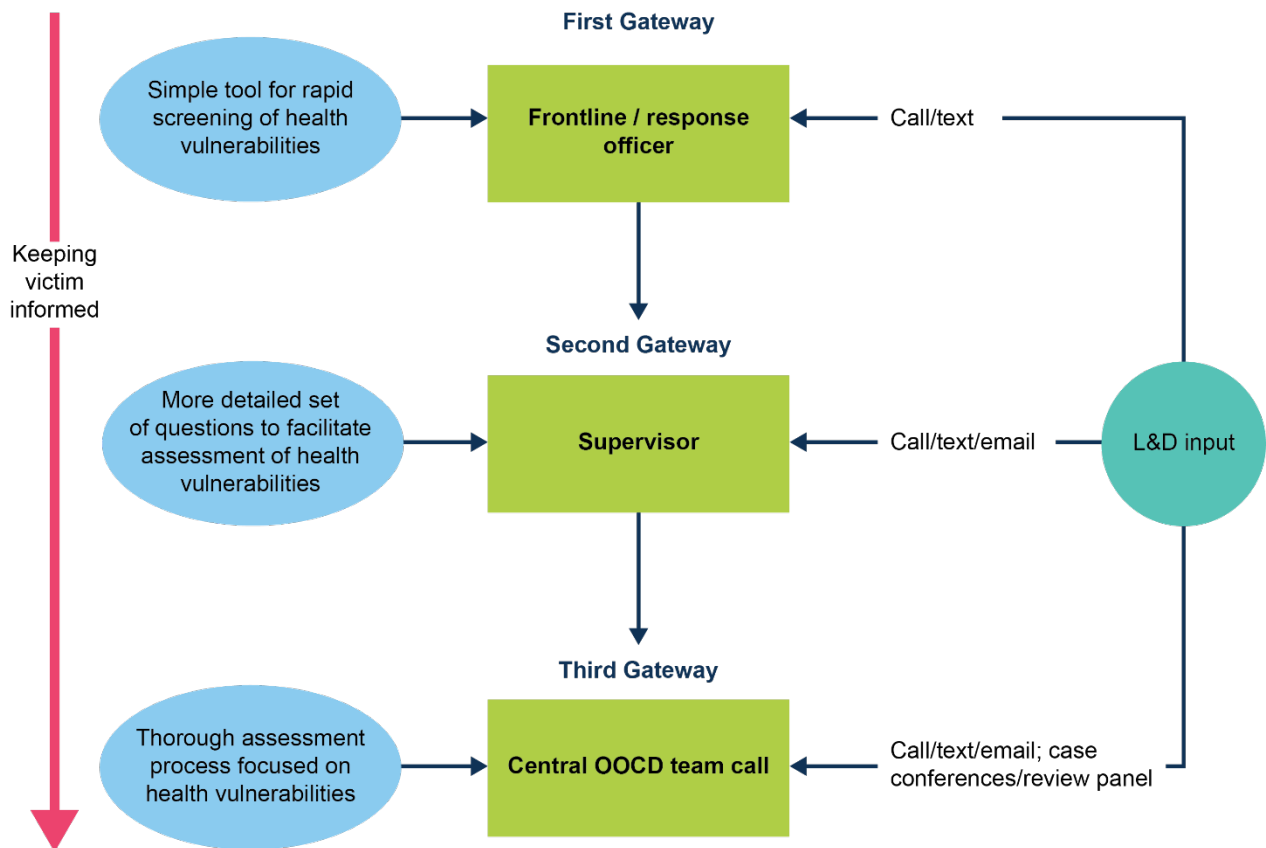 First Gateway
Simple tool for rapid
screening of health
vulnerabilities
Frontline / response
officer
Call/text
Keeping
victim
informed
Second Gateway
More detailed set
of questions to facilitate
assessment of health
vulnerabilities
Supervisor
Call/text/email
L&D input
Third Gateway
Thorough assessment
process focused on
health vulnerabilities
Central OOCD team call
Call/text/email; case
conferences/review panel